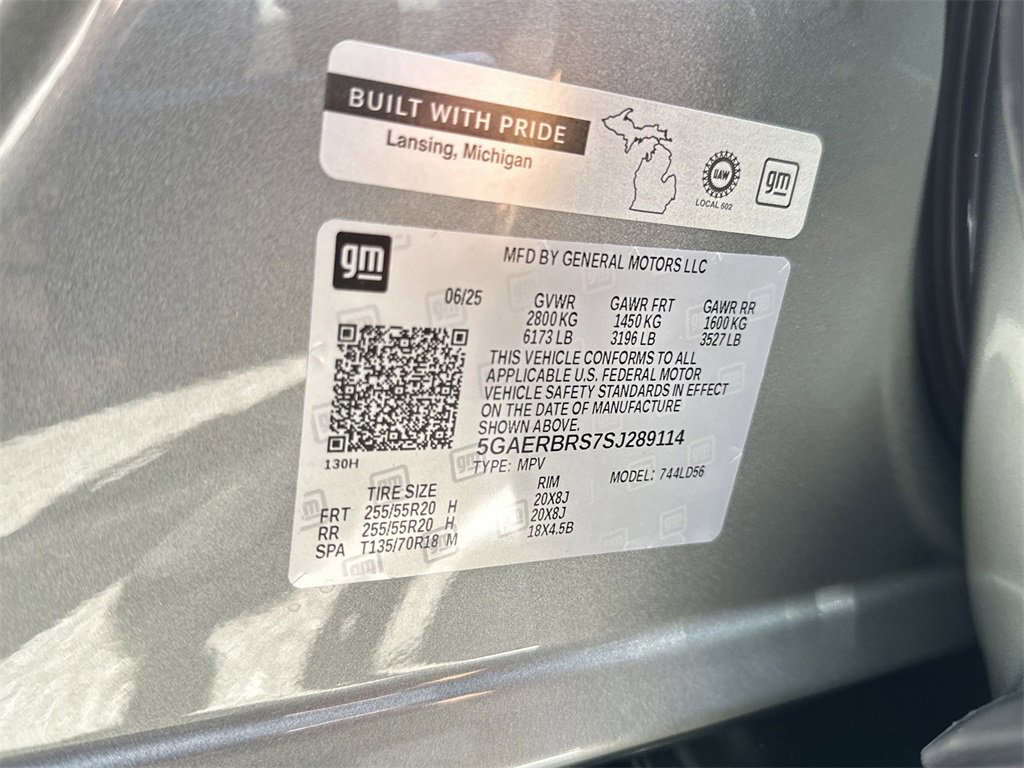 BUILT WITH PRIDE
Lansing, Michigan
UAW
LOCAL 602
gm
gm
MFD BY GENERAL MOTORS LLC
06/25 GVWR GAWR FRT GAWR RR
2800 KG 1450 KG 1600 KG
6173 LB 3196 LB 3527 LB
THIS VEHICLE CONFORMS TO ALL
APPLICABLE U.S. FEDERAL MOTOR
VEHICLE SAFETY STANDARDS IN EFFECT
ON THE DATE OF MANUFACTURE
SHOWN ABOVE.
5GAERBRS7SJ289114
130H
TYPE: MPV MODEL: 744LD56
TIRE SIZE RIM
FRT 255/55R20 H 20X8J
RR 255/55R20 H 20X8J
SPA T135/70R18 M 18X4.5B